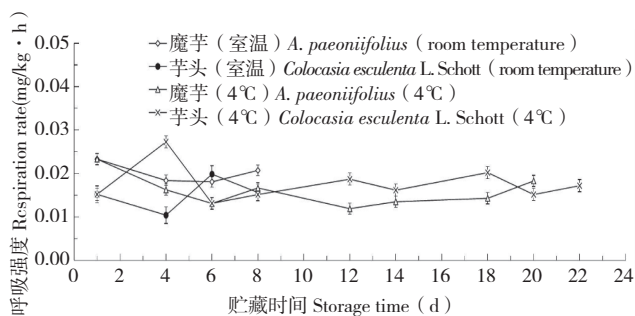 0.05
0.04
0.03
0.02
0.01
0.00
呼吸强度 Respiration rate(mg/kg·h)
魔芋（室温）A. paeoniifolius（room temperature）
芋头（室温）Colocasia esculenta L. Schott（room temperature）
魔芋（4℃）A. paeoniifolius（4℃）
芋头（4℃）Colocasia esculenta L. Schott（4℃）
0 2 4 6 8 10 12 14 16 18 20 22 24
贮藏时间 Storage time（d）